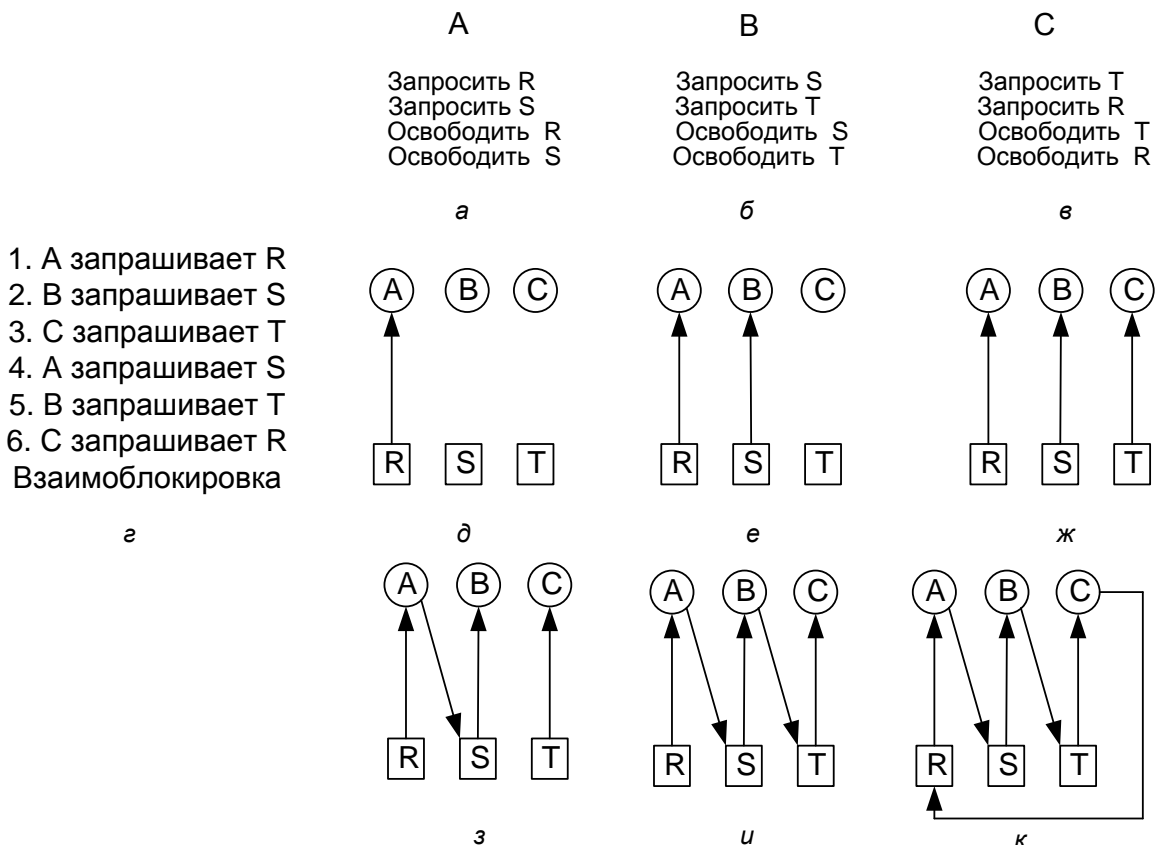 A B C
Запросить R Запросить S Запросить T
Запросить S Запросить T Запросить R
Освободить R Освободить S Освободить T
Освободить S Освободить T Освободить R
а б в
1. А запрашивает R
2. В запрашивает S
3. С запрашивает T
4. А запрашивает S
5. В запрашивает T
6. С запрашивает R
Взаимоблокировка
A B C A B C A B C
R S T R S T R S T
г д е ж
A B C A B C A B C
R S T R S T R S T
з и к